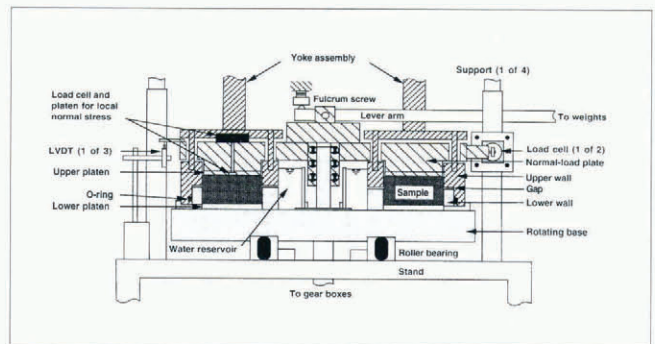 Yoke assembly
Support (1 of 4)
Load cell and
platen for local
normal stress
Fulcrum screw
Lever arm
To weights
LVDT (1 of 3)
Load cell (1 of 2)
Normal-load plate
Upper platen
Upper wall
Gap
O-ring
Sample
Lower wall
Lower platen
Rotating base
Water reservoir
Roller bearing
Stand
To gear boxes